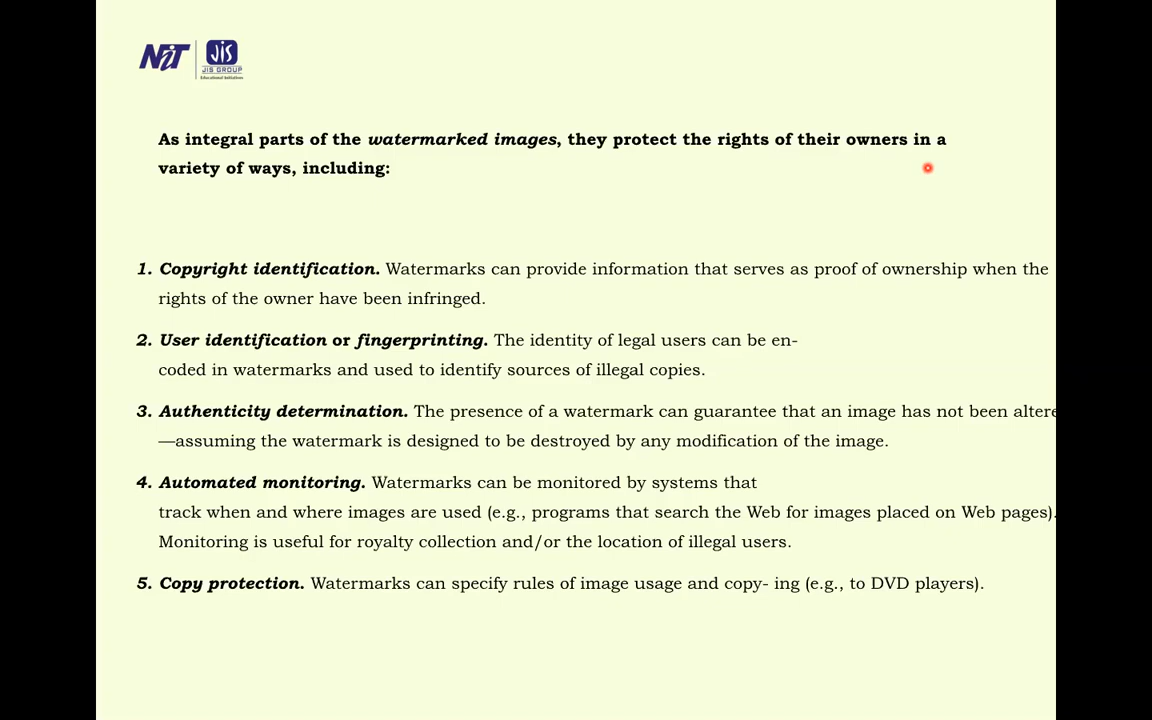 NiT
JIS
JIS GROUP
Educational Initiatives
As integral parts of the watermarked images, they protect the rights of their owners in a
variety of ways, including:
1. Copyright identification. Watermarks can provide information that serves as proof of ownership when the
rights of the owner have been infringed.
2. User identification or fingerprinting. The identity of legal users can be en-
coded in watermarks and used to identify sources of illegal copies.
3. Authenticity determination. The presence of a watermark can guarantee that an image has not been altere
—assuming the watermark is designed to be destroyed by any modification of the image.
4. Automated monitoring. Watermarks can be monitored by systems that
track when and where images are used (e.g., programs that search the Web for images placed on Web pages).
Monitoring is useful for royalty collection and/or the location of illegal users.
5. Copy protection. Watermarks can specify rules of image usage and copy- ing (e.g., to DVD players).